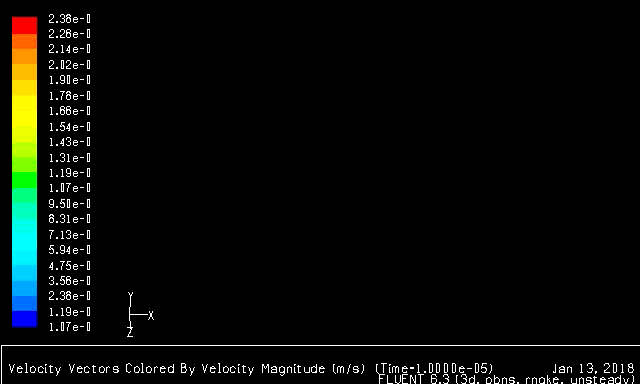 2.38e-0
2.26e-0
2.14e-0
2.02e-0
1.90e-0
1.78e-0
1.66e-0
1.54e-0
1.43e-0
1.31e-0
1.19e-0
1.07e-0
9.50e-0
8.31e-0
7.13e-0
5.94e-0
4.75e-0
3.56e-0
2.38e-0
1.19e-0
1.07e-0
Y
X
Z
Velocity Vectors Colored By Velocity Magnitude (m/s) (Time=1.0000e-05) Jan 13, 2018
FLUENT 6.3 (3d, pbns, rngke, unsteady)